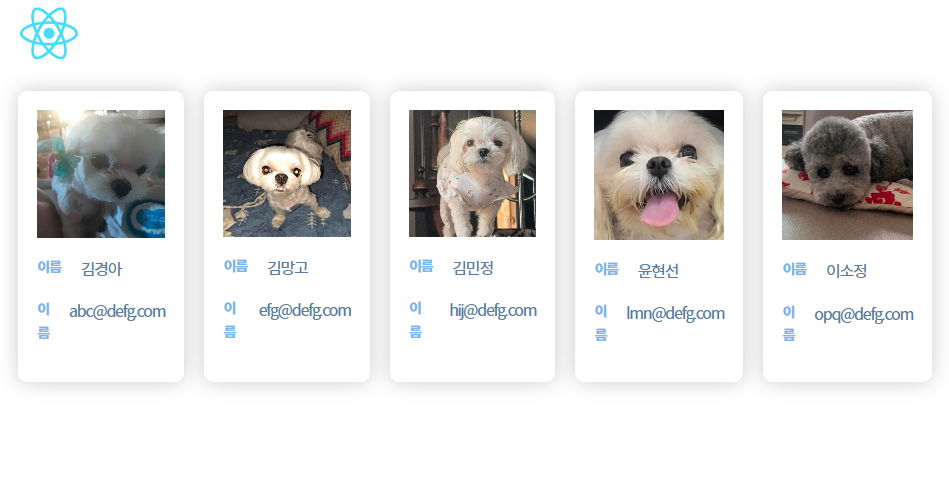 이름 김경아
이름 abc@defg.com
이름 김망고
이름 efg@defg.com
이름 김민정
이름 hij@defg.com
이름 윤현선
이름 lmn@defg.com
이름 이소정
이름 opq@defg.com